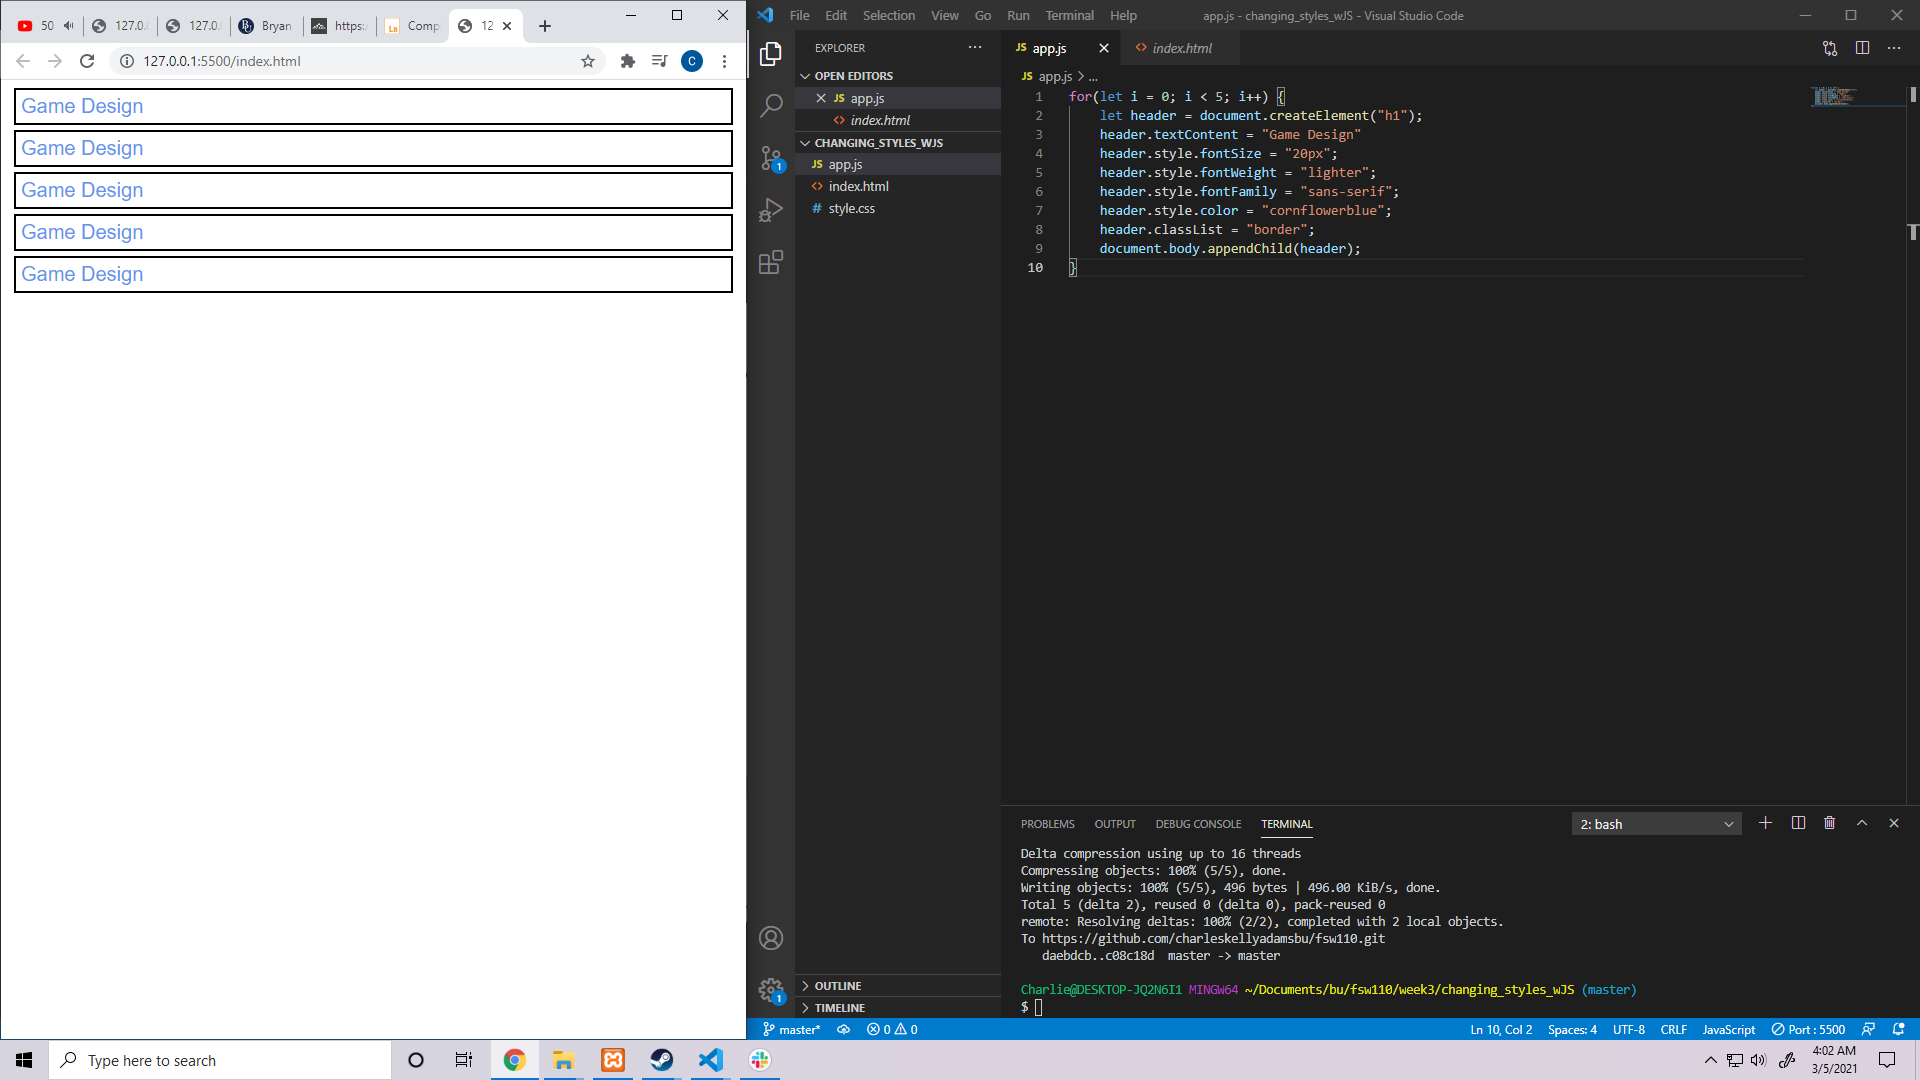 50
127.0.
127.0.
Bryan
https:
Comp
12
127.0.0.1:5500/index.html
C
Game Design
Game Design
Game Design
Game Design
Game Design
File Edit Selection View Go Run Terminal Help
app.js - changing_styles_wJS - Visual Studio Code
EXPLORER
OPEN EDITORS
JS app.js
<> index.html
CHANGING_STYLES_WJS
JS app.js
<> index.html
# style.css
OUTLINE
TIMELINE
1
1
JS app.js
<> index.html
JS app.js > ...
1 for(let i = 0; i < 5; i++) {
2 let header = document.createElement("h1");
3 header.textContent = "Game Design"
4 header.style.fontSize = "20px";
5 header.style.fontWeight = "lighter";
6 header.style.fontFamily = "sans-serif";
7 header.style.color = "cornflowerblue";
8 header.classList = "border";
9 document.body.appendChild(header);
10 }
PROBLEMS OUTPUT DEBUG CONSOLE TERMINAL
2: bash
Delta compression using up to 16 threads
Compressing objects: 100% (5/5), done.
Writing objects: 100% (5/5), 496 bytes | 496.00 KiB/s, done.
Total 5 (delta 2), reused 0 (delta 0), pack-reused 0
remote: Resolving deltas: 100% (2/2), completed with 2 local objects.
To https://github.com/charleskellyadamsbu/fsw110.git
daebdcb..c08c18d master -> master
Charlie@DESKTOP-JQ2N6I1 MINGW64 ~/Documents/bu/fsw110/week3/changing_styles_wJS (master)
$
master* 0 0
Ln 10, Col 2 Spaces: 4 UTF-8 CRLF JavaScript Port : 5500
Type here to search
4:02 AM
3/5/2021